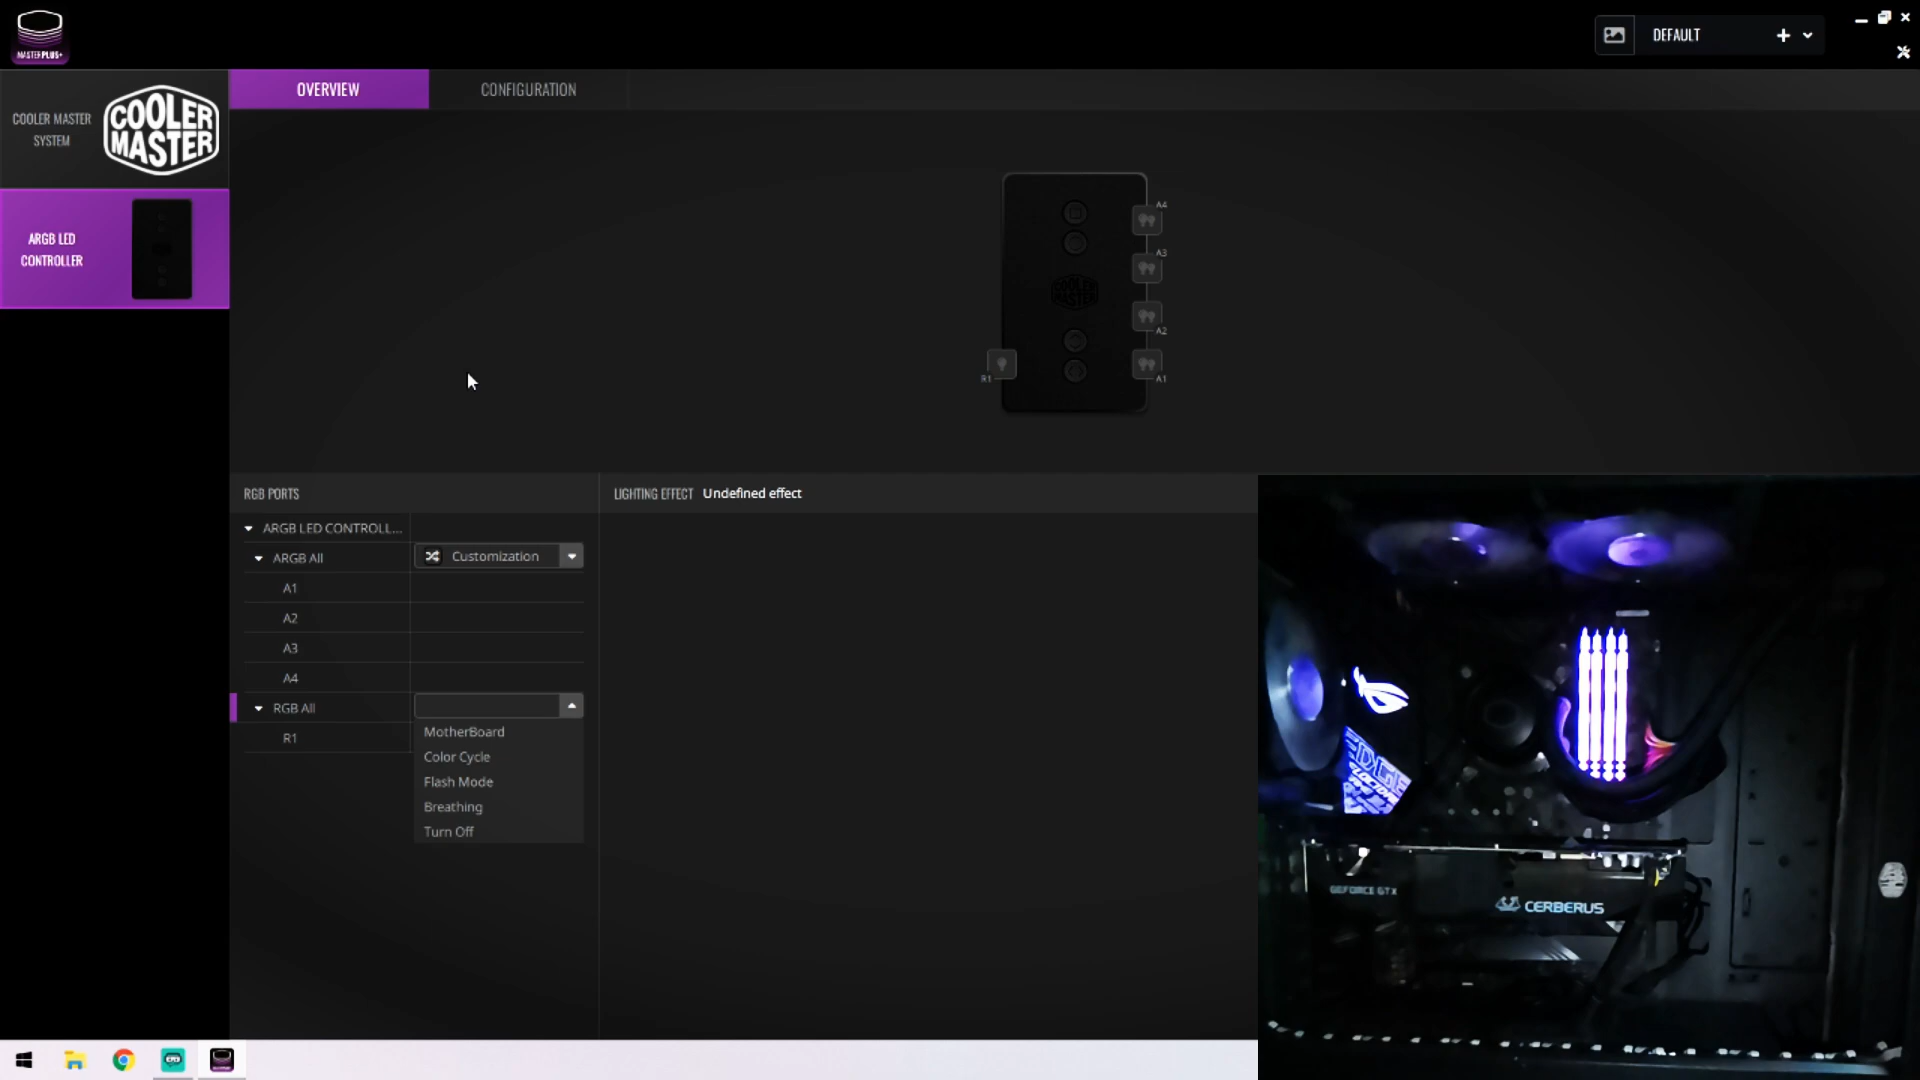 MASTERPLUS+
DEFAULT
COOLER MASTER
SYSTEM
COOLER
MASTER
OVERVIEW
CONFIGURATION
ARGB LED
CONTROLLER
A4
A3
COOLER
MASTER
A2
R1
A1
RGB PORTS
LIGHTING EFFECT Undefined effect
ARGB LED CONTROLL...
ARGB All
Customization
A1
A2
A3
A4
RGB All
R1
MotherBoard
Color Cycle
Flash Mode
Breathing
Turn Off
GEFORCE GTX
CERBERUS